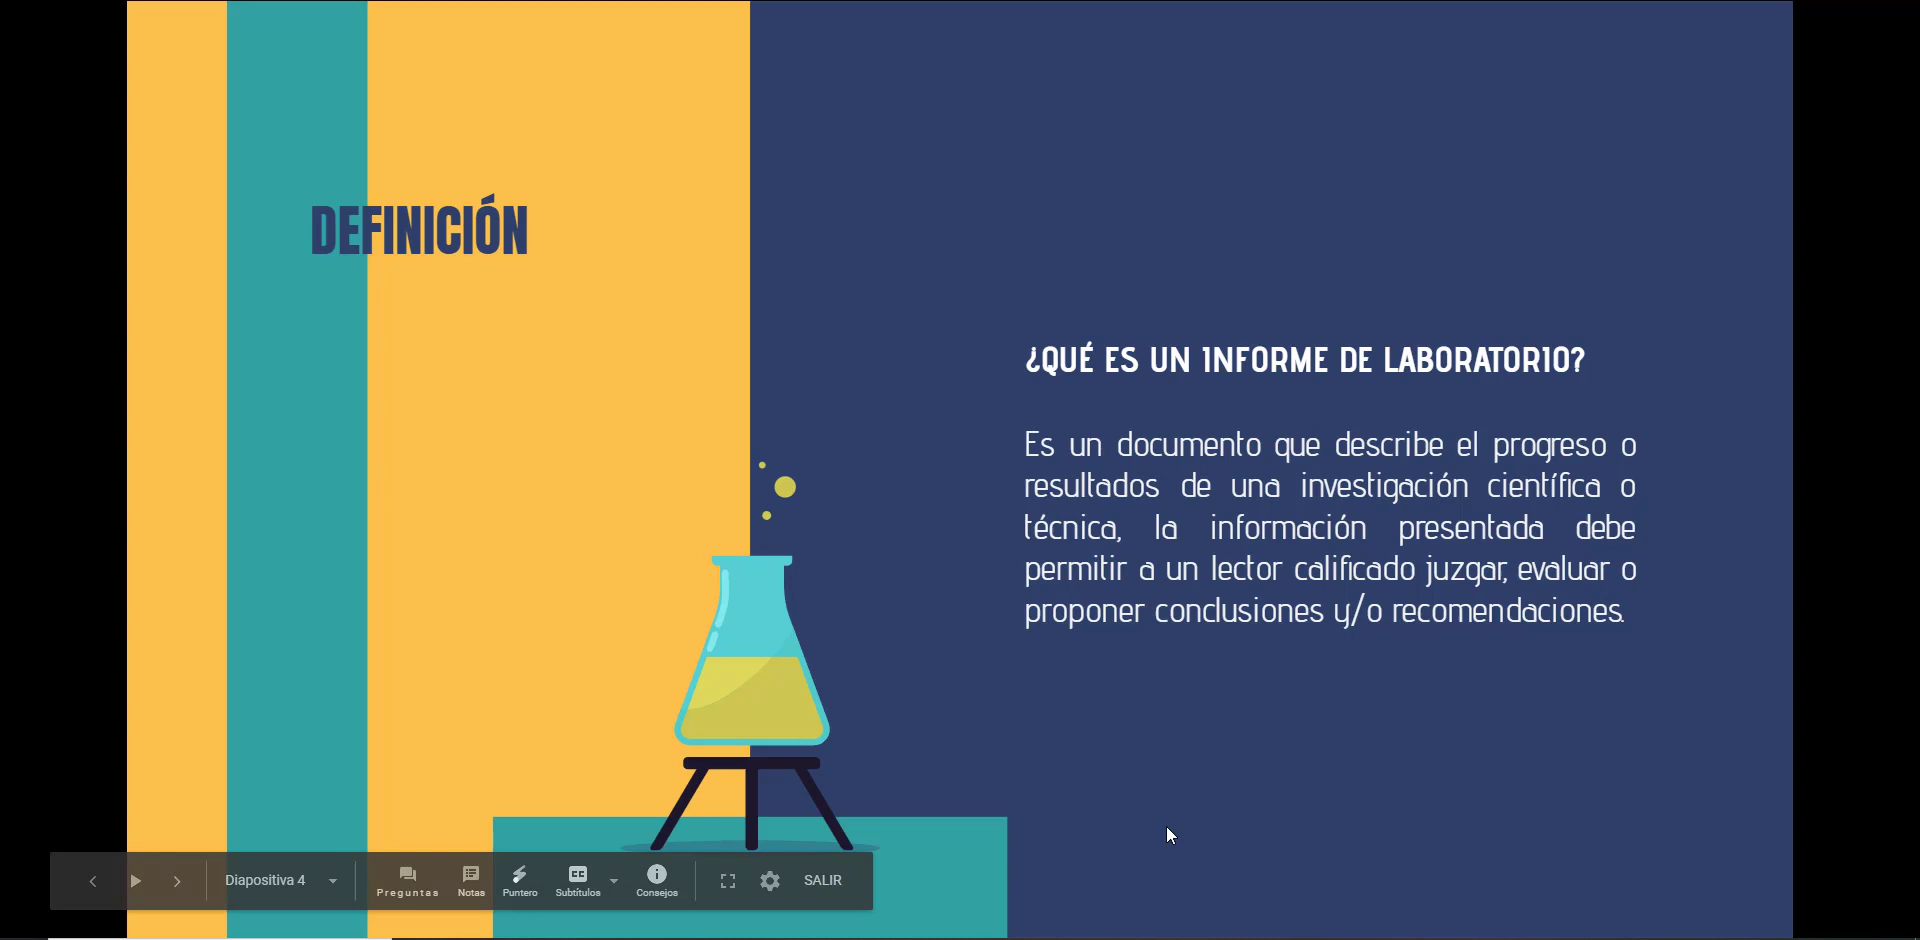 DEFINICIÓN
¿QUÉ ES UN INFORME DE LABORATORIO?
Es un documento que describe el progreso o
resultados de una investigación científica o
técnica, la información presentada debe
permitir a un lector calificado juzgar, evaluar o
proponer conclusiones y/o recomendaciones.
Diapositiva 4
Preguntas
Notas
Puntero
CC
Subtítulos
Consejos
SALIR